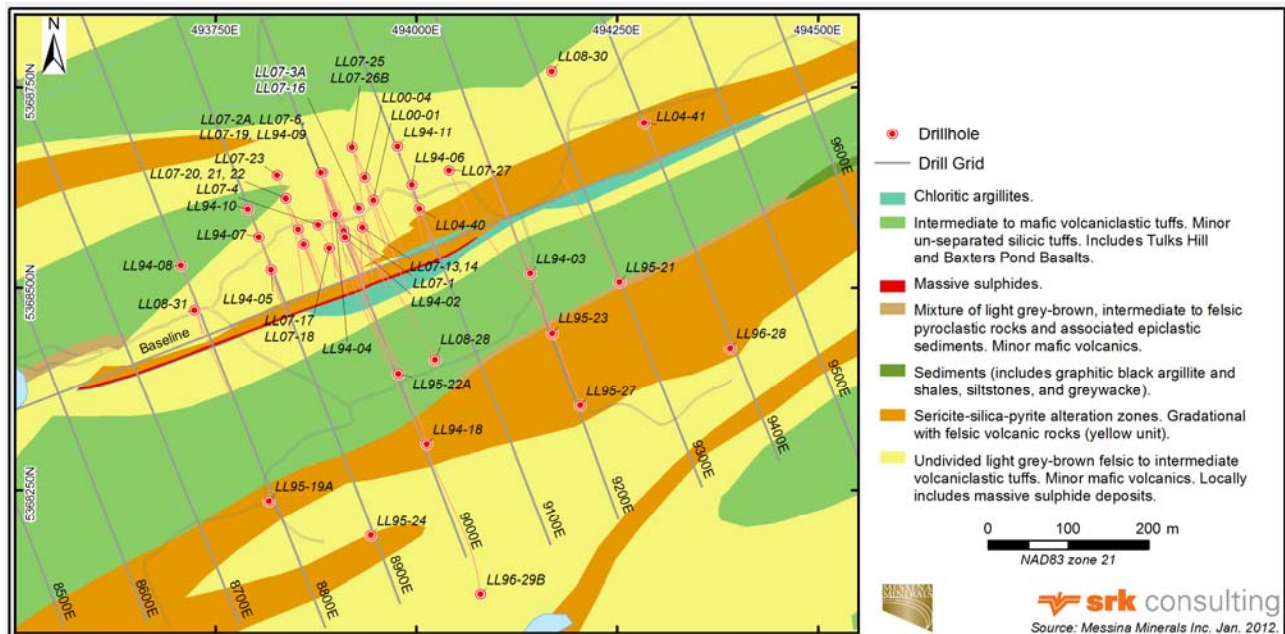 N
493750E
494000E
494250E
494500E
5368750N
5368500N
5368250N
LL08-30
LL07-25
LL07-26B
LL07-3A
LL07-16
LL00-04
LL00-01
LL04-41
LL07-2A, LL07-6,
LL07-19, LL94-09
LL94-11
LL94-06
LL07-23
LL07-27
LL07-20, 21, 22
LL07-4
LL94-10
LL94-07
LL04-40
LL94-08
LL07-13,14
LL07-1
LL94-02
LL94-03
LL95-21
LL94-05
LL08-31
LL07-17
LL07-18
LL94-04
LL95-23
LL96-28
LL08-28
Baseline
LL95-22A
LL95-27
LL94-18
LL95-19A
LL95-24
LL96-29B
8500E
8600E
8700E
8800E
8900E
9000E
9100E
9200E
9300E
9400E
9500E
9600E
Drillhole
Drill Grid
Chloritic argillites.
Intermediate to mafic volcaniclastic tuffs. Minor
un-separated silicic tuffs. Includes Tulks Hill
and Baxters Pond Basalts.
Massive sulphides.
Mixture of light grey-brown, intermediate to felsic
pyroclastic rocks and associated epiclastic
sediments. Minor mafic volcanics.
Sediments (includes graphitic black argillite and
shales, siltstones, and greywacke).
Sericite-silica-pyrite alteration zones. Gradational
with felsic volcanic rocks (yellow unit).
Undivided light grey-brown felsic to intermediate
volcaniclastic tuffs. Minor mafic volcanics. Locally
includes massive sulphide deposits.
0 100 200 m
NAD83 zone 21
srk consulting
Source: Messina Minerals Inc. Jan. 2012.